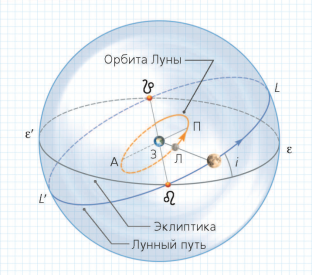 Орбита Луны
☋
L
П
ε'
З
ε
А
Л
i
L'
☊
Эклиптика
Лунный путь